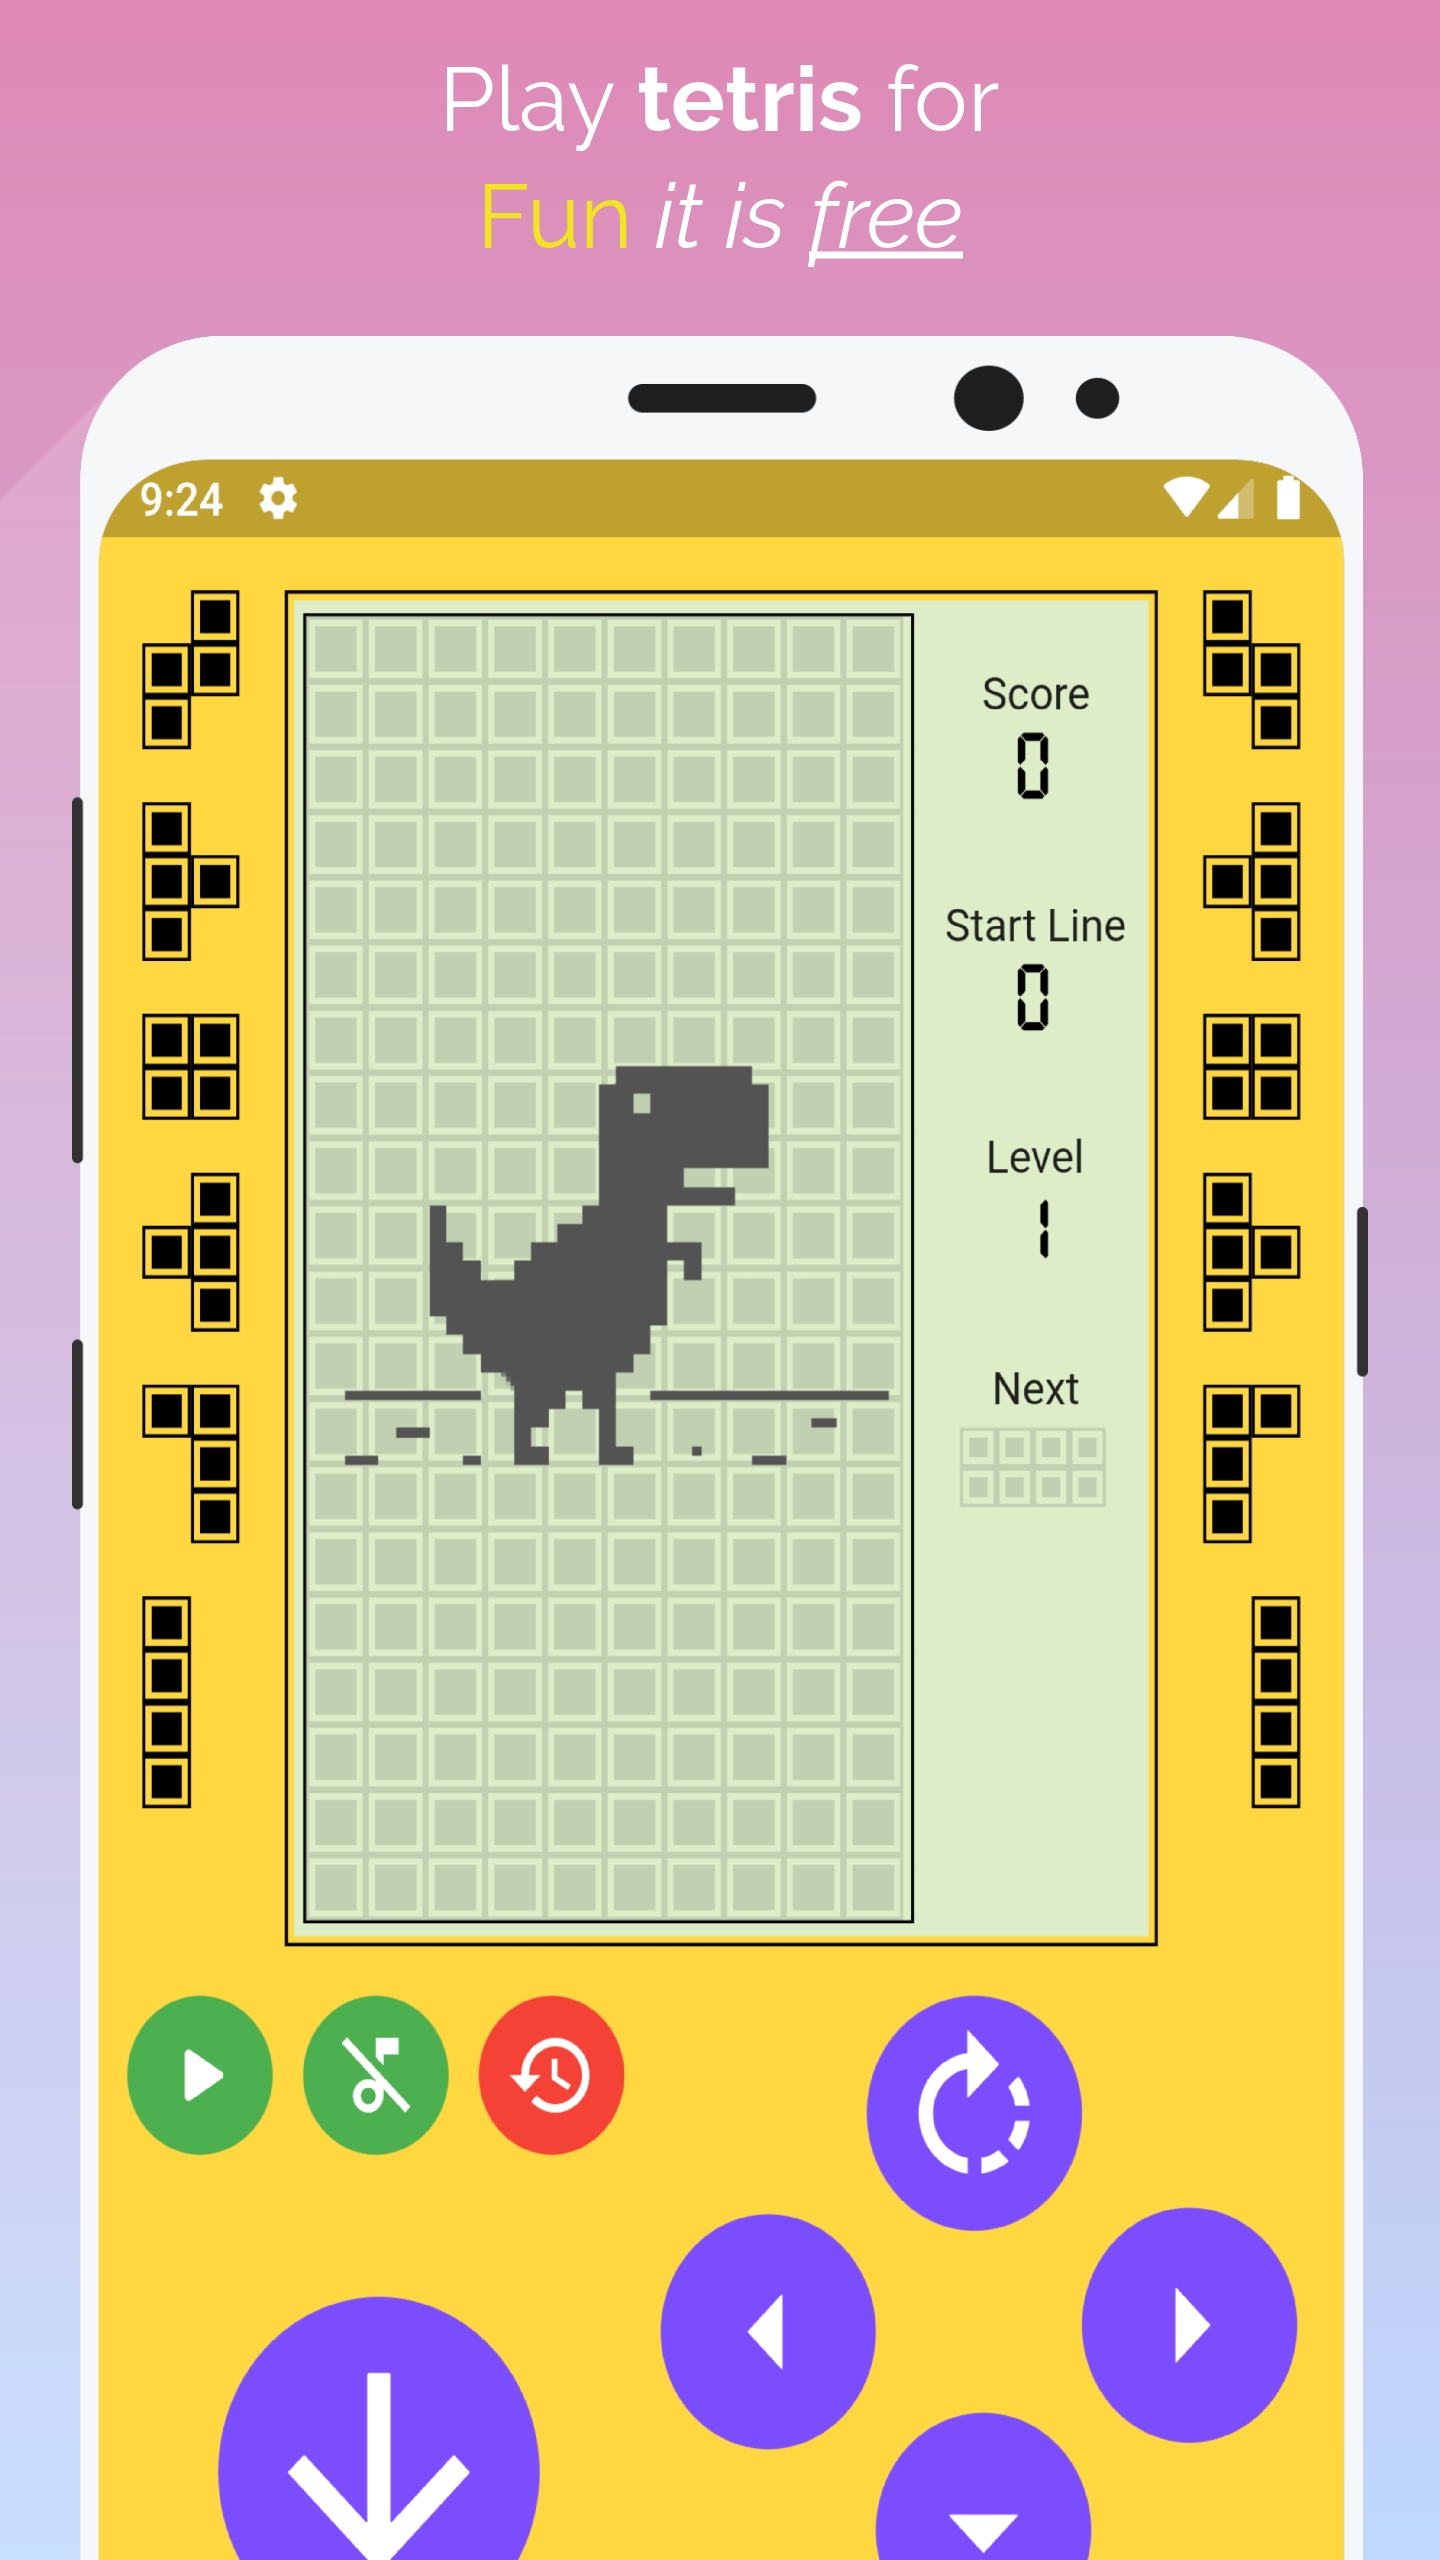 Play tetris for
Fun it is free
9:24
Score
0
Start Line
0
Level
1
Next